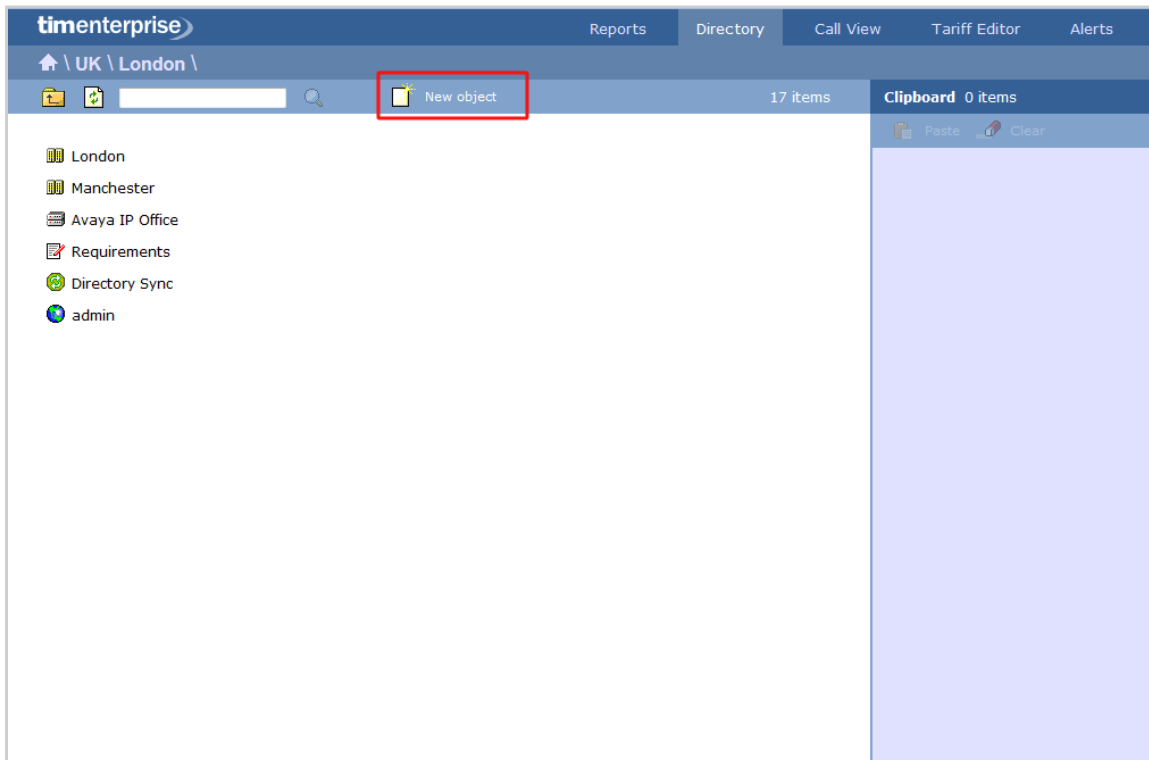 timenterprise
Reports Directory Call View Tariff Editor Alerts
\ UK \ London \
New object 17 items Clipboard 0 items
Paste Clear
London
Manchester
Avaya IP Office
Requirements
Directory Sync
admin